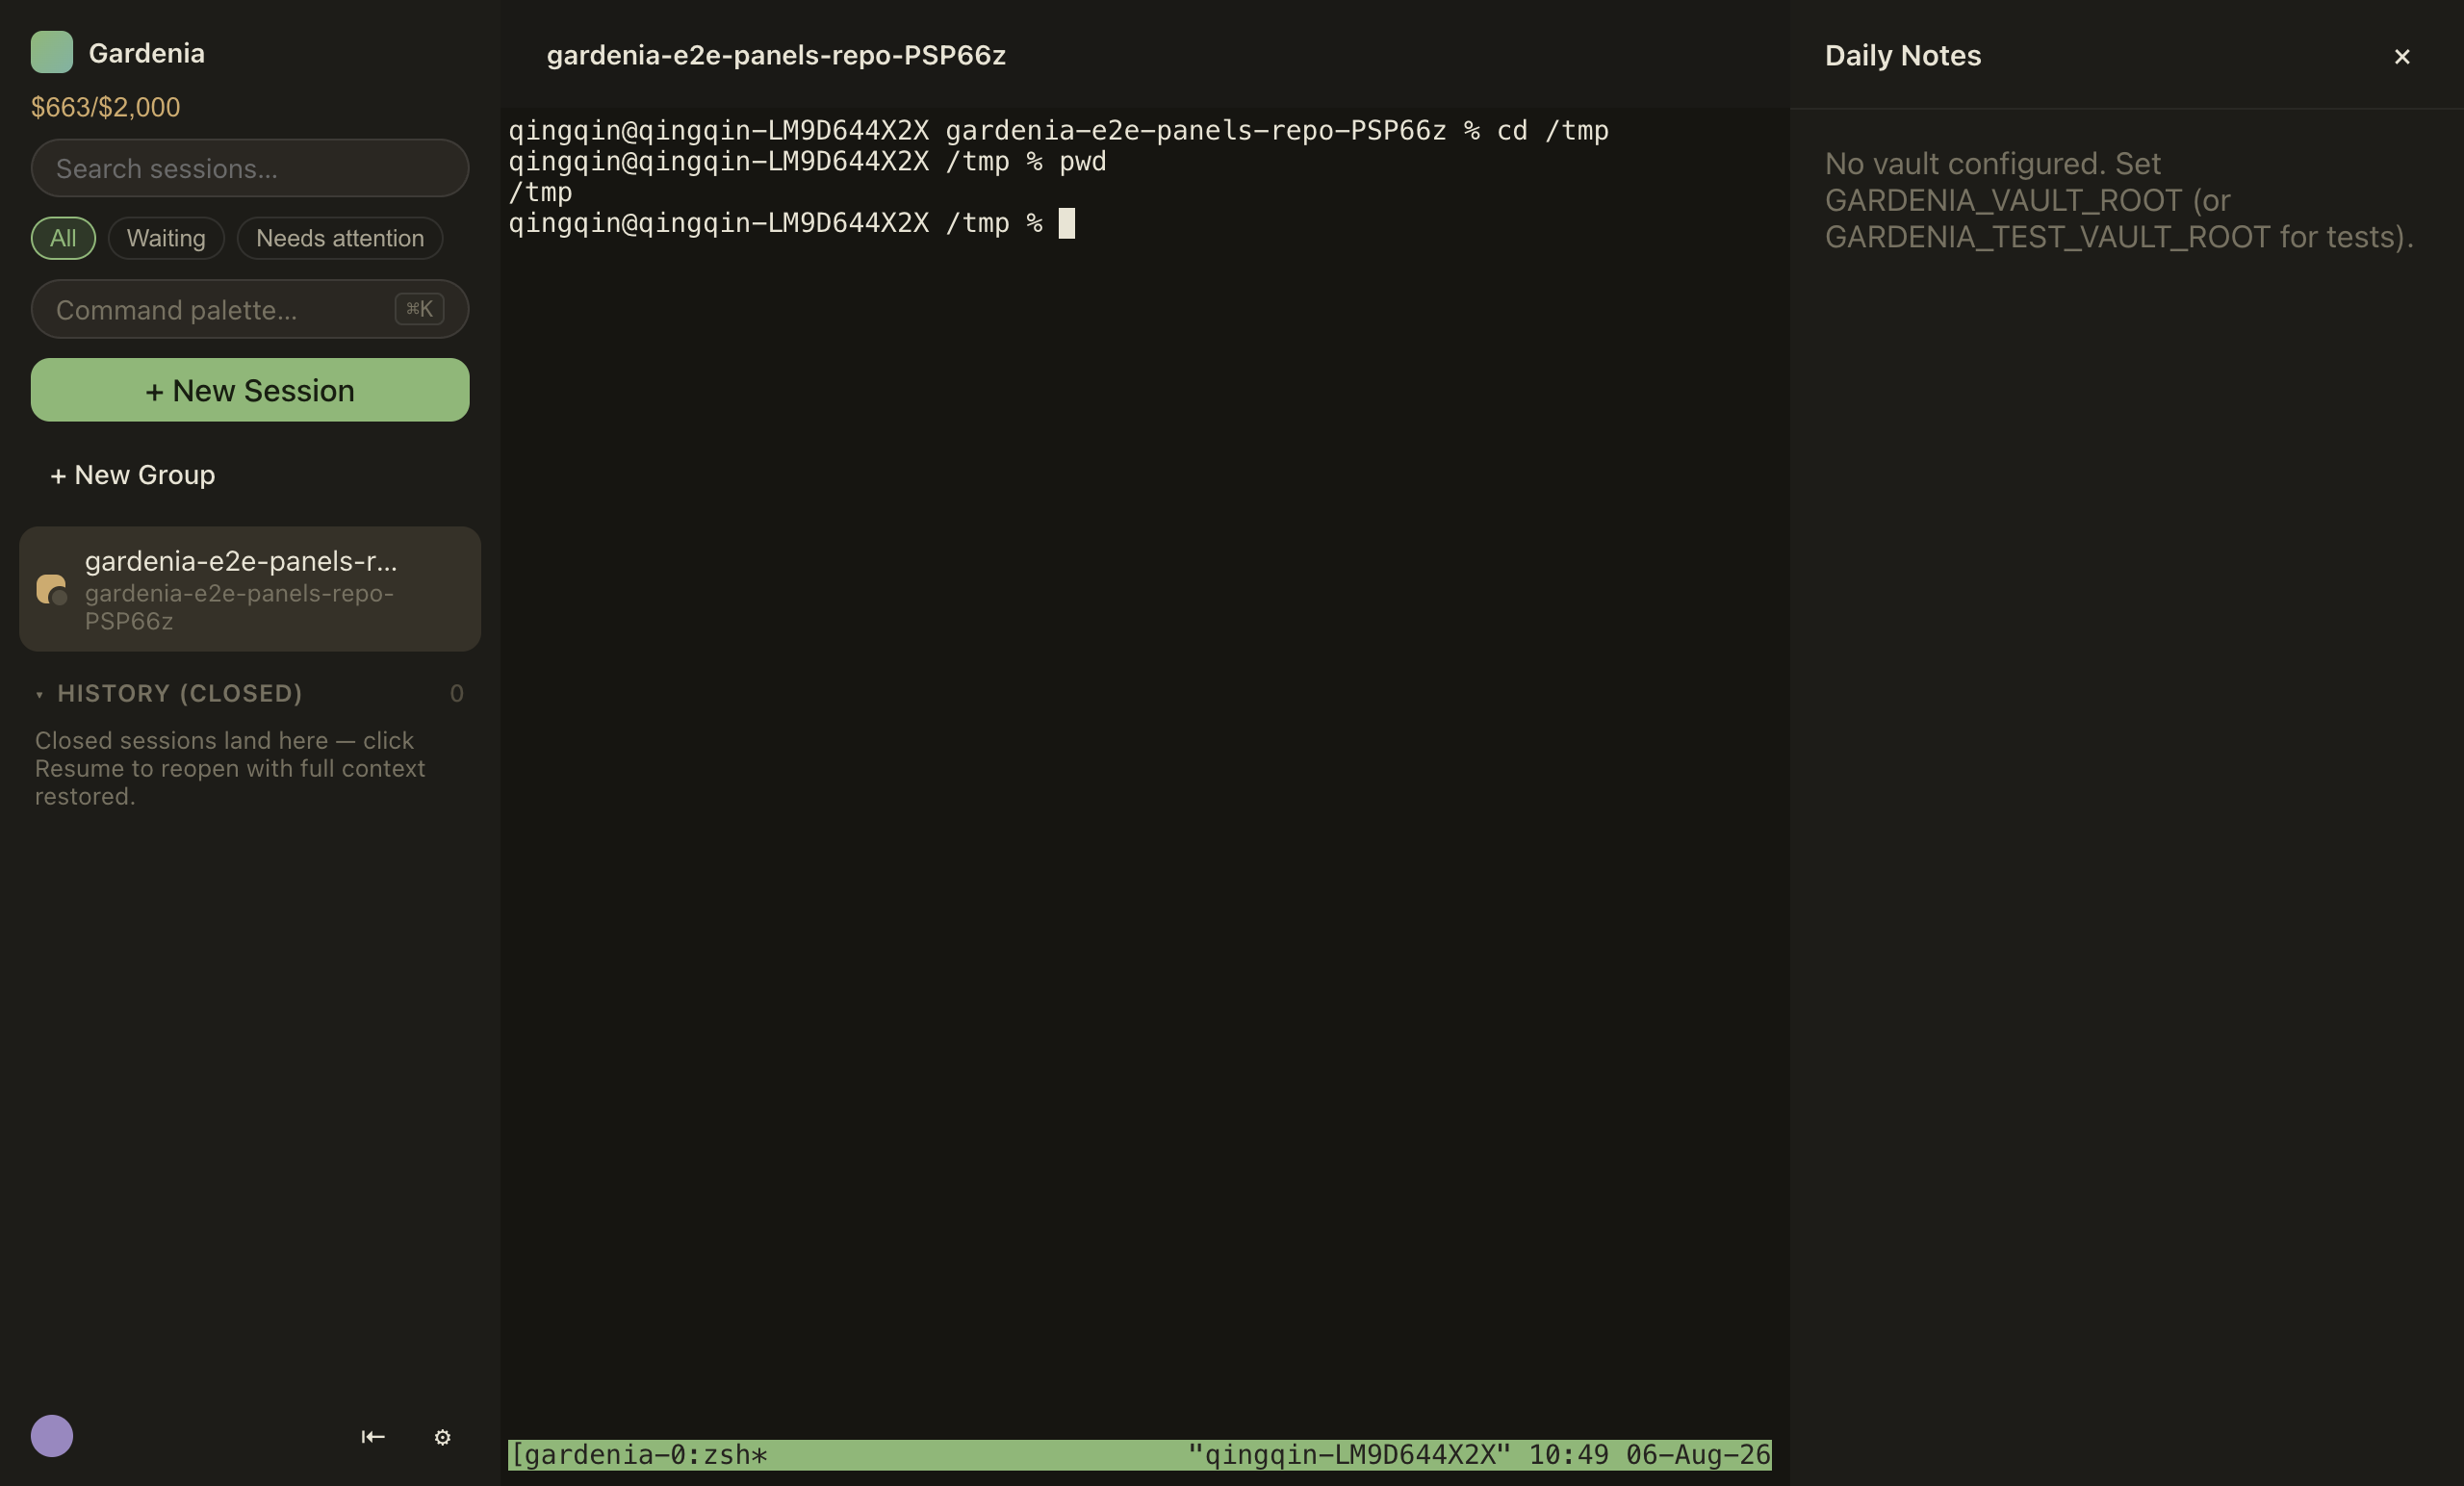 Gardenia
$663/$2,000
Search sessions...
All
Waiting
Needs attention
Command palette...
⌘K
+ New Session
+ New Group
gardenia-e2e-panels-r...
gardenia-e2e-panels-repo-
PSP66z
▾ HISTORY (CLOSED) 0
Closed sessions land here — click
Resume to reopen with full context
restored.
gardenia-e2e-panels-repo-PSP66z
qingqin@qingqin-LM9D644X2X gardenia-e2e-panels-repo-PSP66z % cd /tmp
qingqin@qingqin-LM9D644X2X /tmp % pwd
/tmp
qingqin@qingqin-LM9D644X2X /tmp %
[gardenia-0:zsh* "qingqin-LM9D644X2X" 10:49 06-Aug-26
Daily Notes
×
No vault configured. Set
GARDENIA_VAULT_ROOT (or
GARDENIA_TEST_VAULT_ROOT for tests).